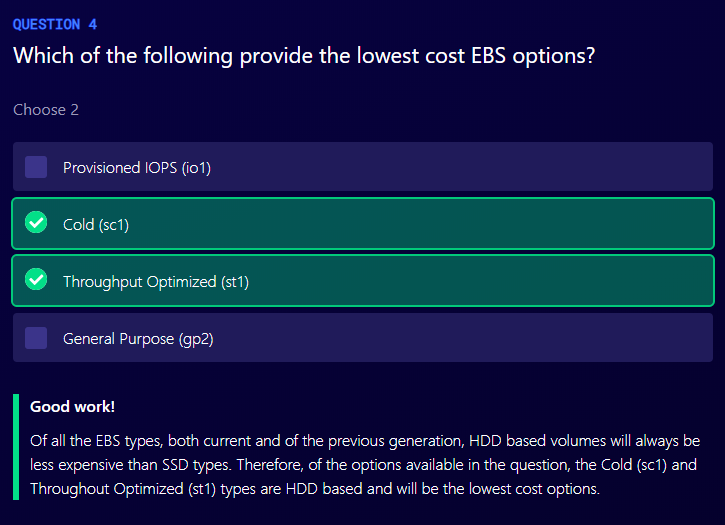 QUESTION 4
Which of the following provide the lowest cost EBS options?
Choose 2
Provisioned IOPS (io1)
Cold (sc1)
Throughput Optimized (st1)
General Purpose (gp2)
Good work!
Of all the EBS types, both current and of the previous generation, HDD based volumes will always be
less expensive than SSD types. Therefore, of the options available in the question, the Cold (sc1) and
Throughout Optimized (st1) types are HDD based and will be the lowest cost options.